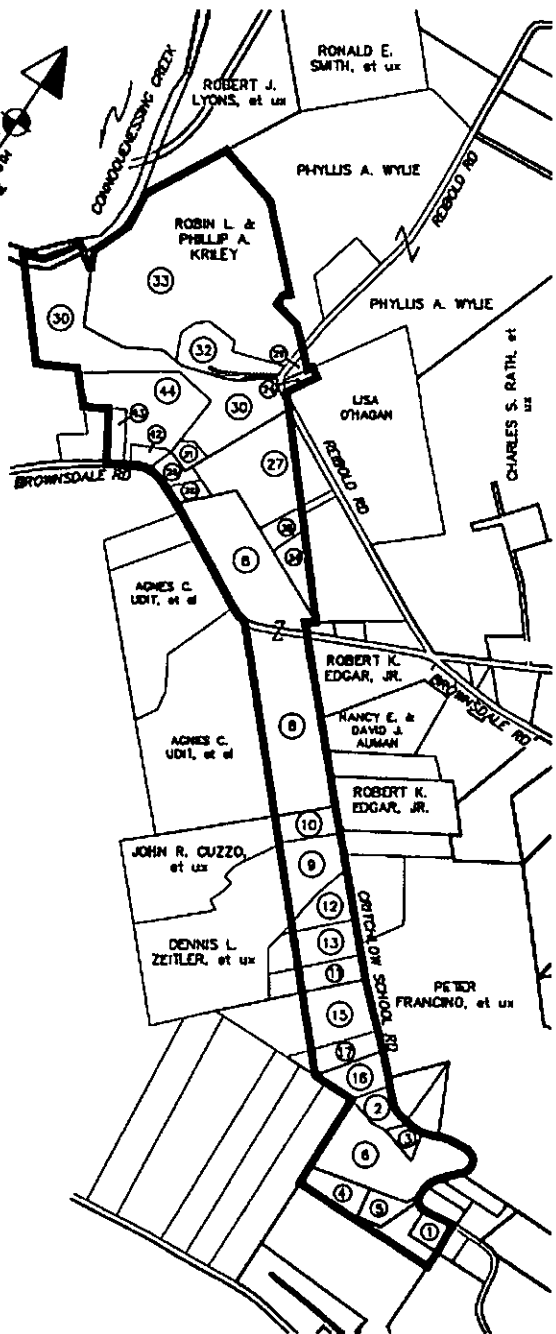 RONALD E.
SMITH, et ux
ROBERT J.
LYONS, et ux
CONNOQUENESSING CREEK
PHYLLIS A. WYLIE
REIBOLD RD
ROBIN L. &
PHILLIP A.
KRILEY
33
30
PHYLLIS A. WYLIE
32
CHARLES S. RATH, et
ux
44
30
LISA
O'HAGAN
43
42
27
REIBOLD RD
BROWNSDALE RD
8
AGNES C.
UDIT, et al
ROBERT K.
EDGAR, JR.
8
NANCY E. &
DAVID J.
AUMAN
BROWNSDALE RD
AGNES C.
UDIT, et al
ROBERT K.
EDGAR, JR.
10
JOHN R. CUZZO,
et ux
9
12
CRITCHLOW SCHOOL RD
13
DENNIS L.
ZEITLER, et ux
11
PETER
FRANCINO, et ux
15
17
16
2
3
6
4
5
1